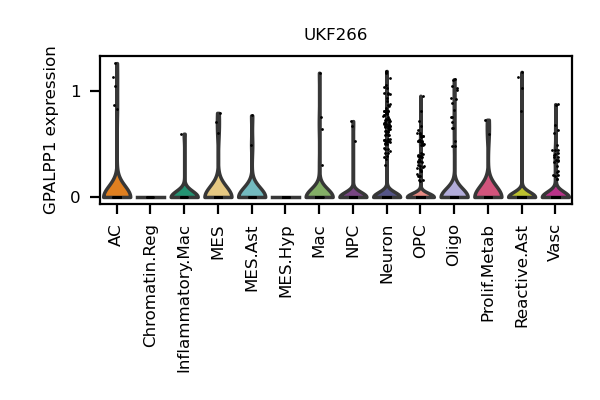 UKF266
GPALPP1 expression
1
0
AC
Chromatin.Reg
Inflammatory.Mac
MES
MES.Ast
MES.Hyp
Mac
NPC
Neuron
OPC
Oligo
Prolif.Metab
Reactive.Ast
Vasc